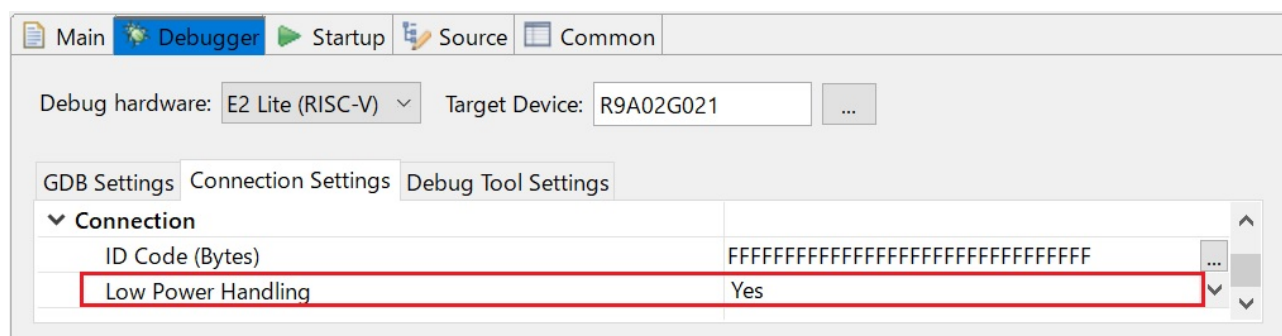 Main Debugger Startup Source Common
Debug hardware: E2 Lite (RISC-V) Target Device: R9A02G021 ...
GDB Settings Connection Settings Debug Tool Settings
Connection
ID Code (Bytes) FFFFFFFFFFFFFFFFFFFFFFFFFFFFFFFF ...
Low Power Handling Yes